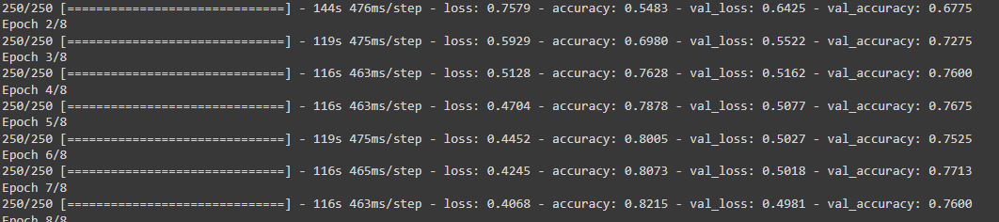 250/250 [==============================] - 144s 476ms/step - loss: 0.7579 - accuracy: 0.5483 - val_loss: 0.6425 - val_accuracy: 0.6775
Epoch 2/8
250/250 [==============================] - 119s 475ms/step - loss: 0.5929 - accuracy: 0.6980 - val_loss: 0.5522 - val_accuracy: 0.7275
Epoch 3/8
250/250 [==============================] - 116s 463ms/step - loss: 0.5128 - accuracy: 0.7628 - val_loss: 0.5162 - val_accuracy: 0.7600
Epoch 4/8
250/250 [==============================] - 116s 463ms/step - loss: 0.4704 - accuracy: 0.7878 - val_loss: 0.5077 - val_accuracy: 0.7675
Epoch 5/8
250/250 [==============================] - 119s 475ms/step - loss: 0.4452 - accuracy: 0.8005 - val_loss: 0.5027 - val_accuracy: 0.7525
Epoch 6/8
250/250 [==============================] - 116s 465ms/step - loss: 0.4245 - accuracy: 0.8073 - val_loss: 0.5018 - val_accuracy: 0.7713
Epoch 7/8
250/250 [==============================] - 116s 463ms/step - loss: 0.4068 - accuracy: 0.8215 - val_loss: 0.4981 - val_accuracy: 0.7600
Epoch 8/8